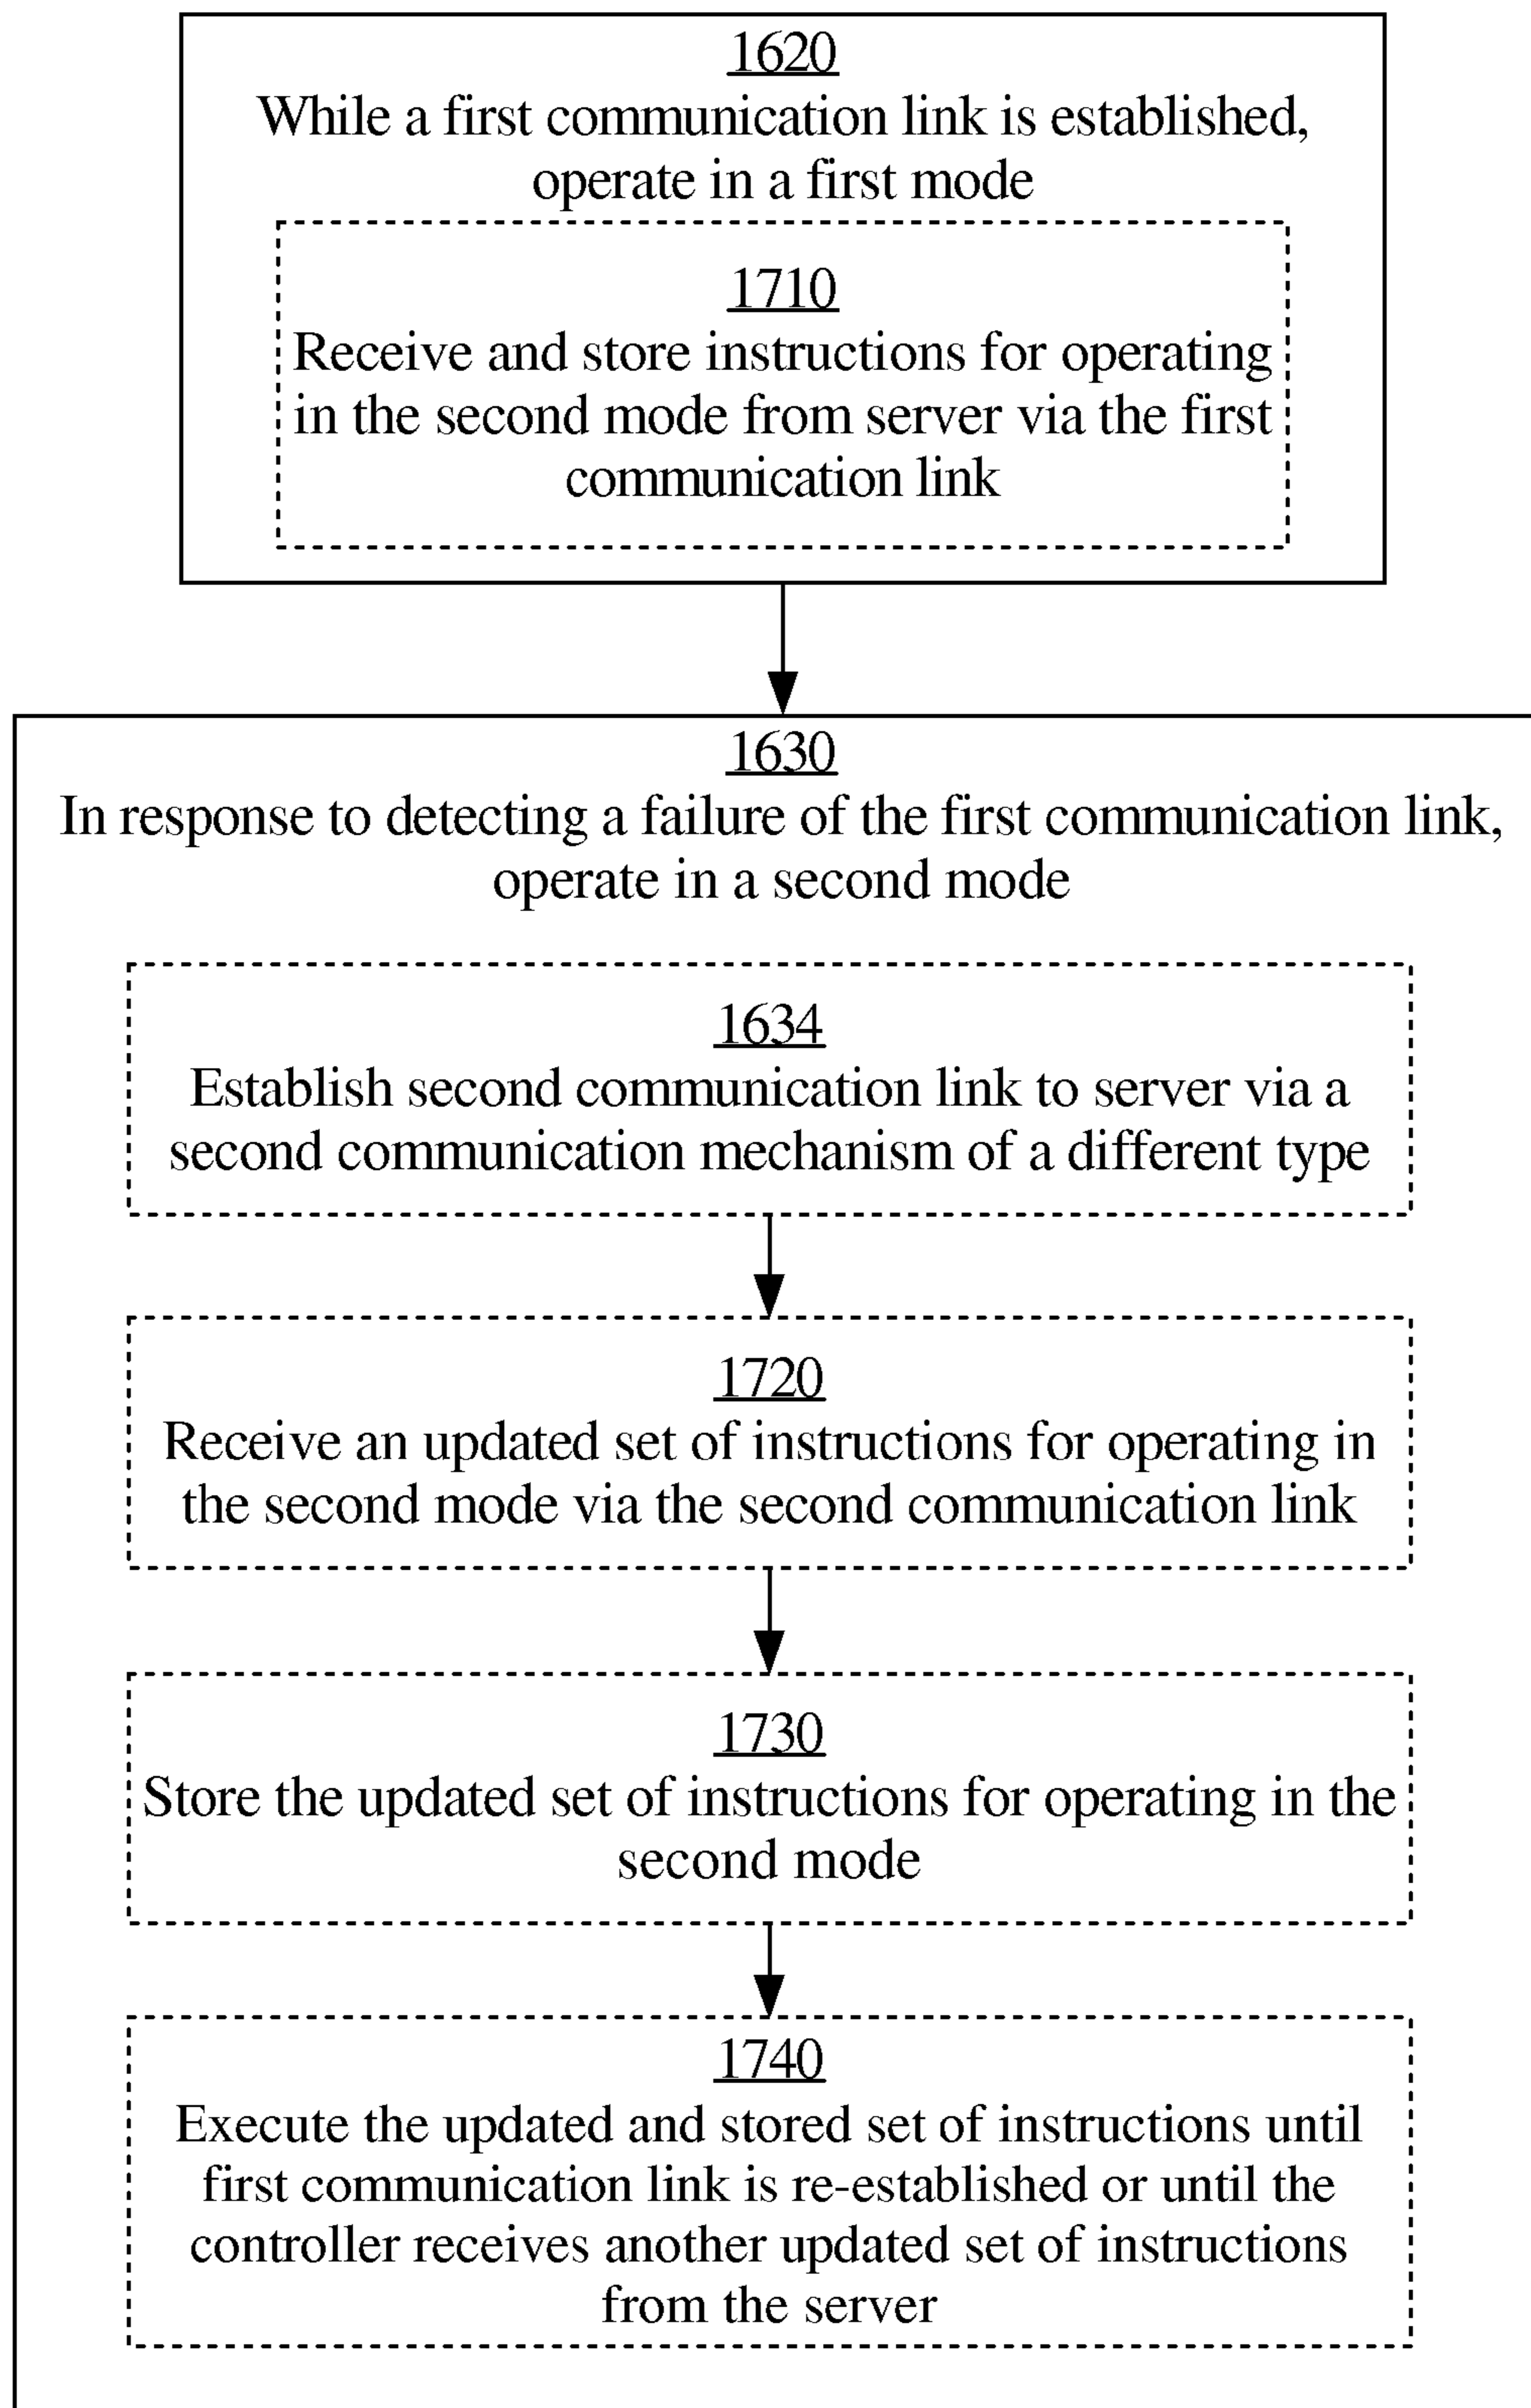 1620
While a first communication link is established,
operate in a first mode
1710
Receive and store instructions for operating
in the second mode from server via the first
communication link
1630
In response to detecting a failure of the first communication link,
operate in a second mode
1634
Establish second communication link to server via a
second communication mechanism of a different type
1720
Receive an updated set of instructions for operating in
the second mode via the second communication link
1730
Store the updated set of instructions for operating in the
second mode
1740
Execute the updated and stored set of instructions until
first communication link is re-established or until the
controller receives another updated set of instructions
from the server